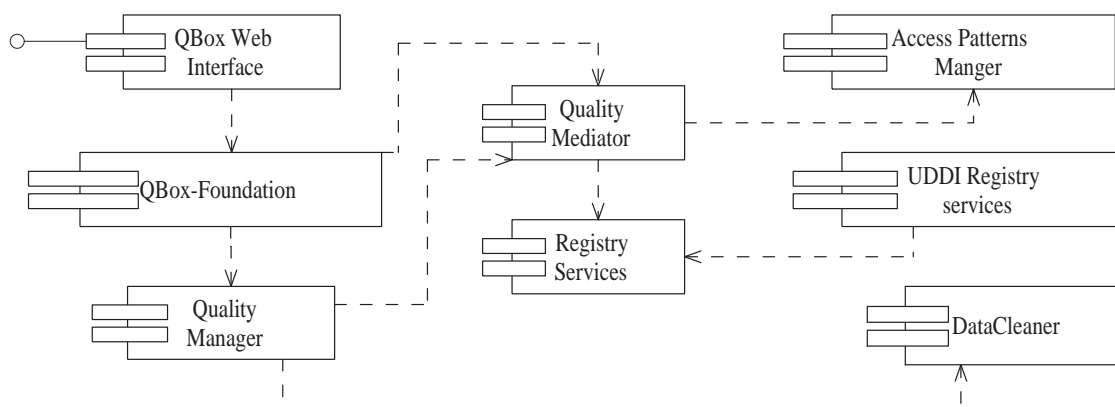 QBox Web
Interface
Access Patterns
Manger
Quality
Mediator
QBox-Foundation
UDDI Registry
services
Registry
Services
Quality
Manager
DataCleaner